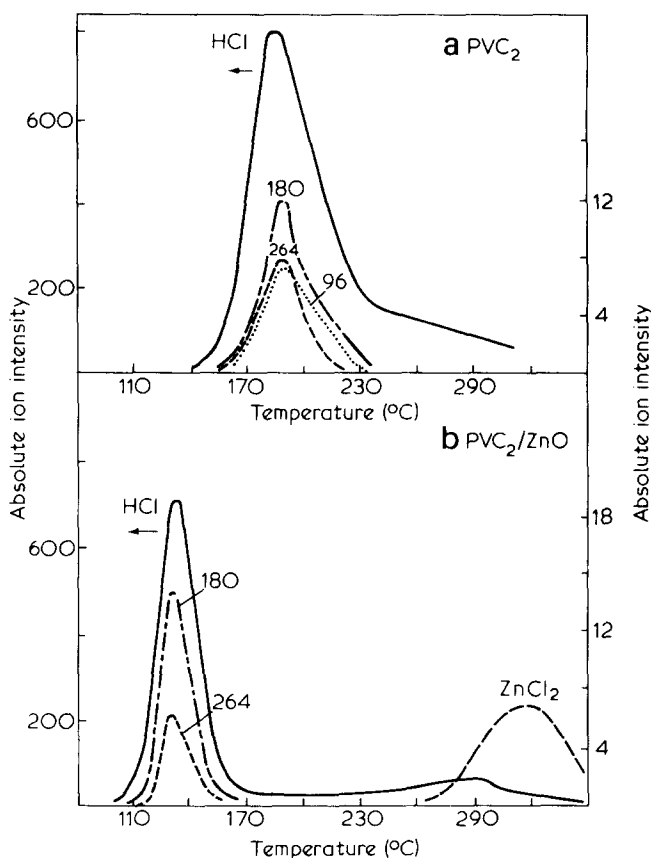 a PVC₂
HCl
←
600
180
12
264
96
200
4
110 170 230 290
Temperature (°C)
Absolute ion intensity
Absolute ion intensity
b PVC₂/ZnO
HCl
←
18
600
180
12
264
ZnCl₂
200
4
110 170 230 290
Temperature (°C)